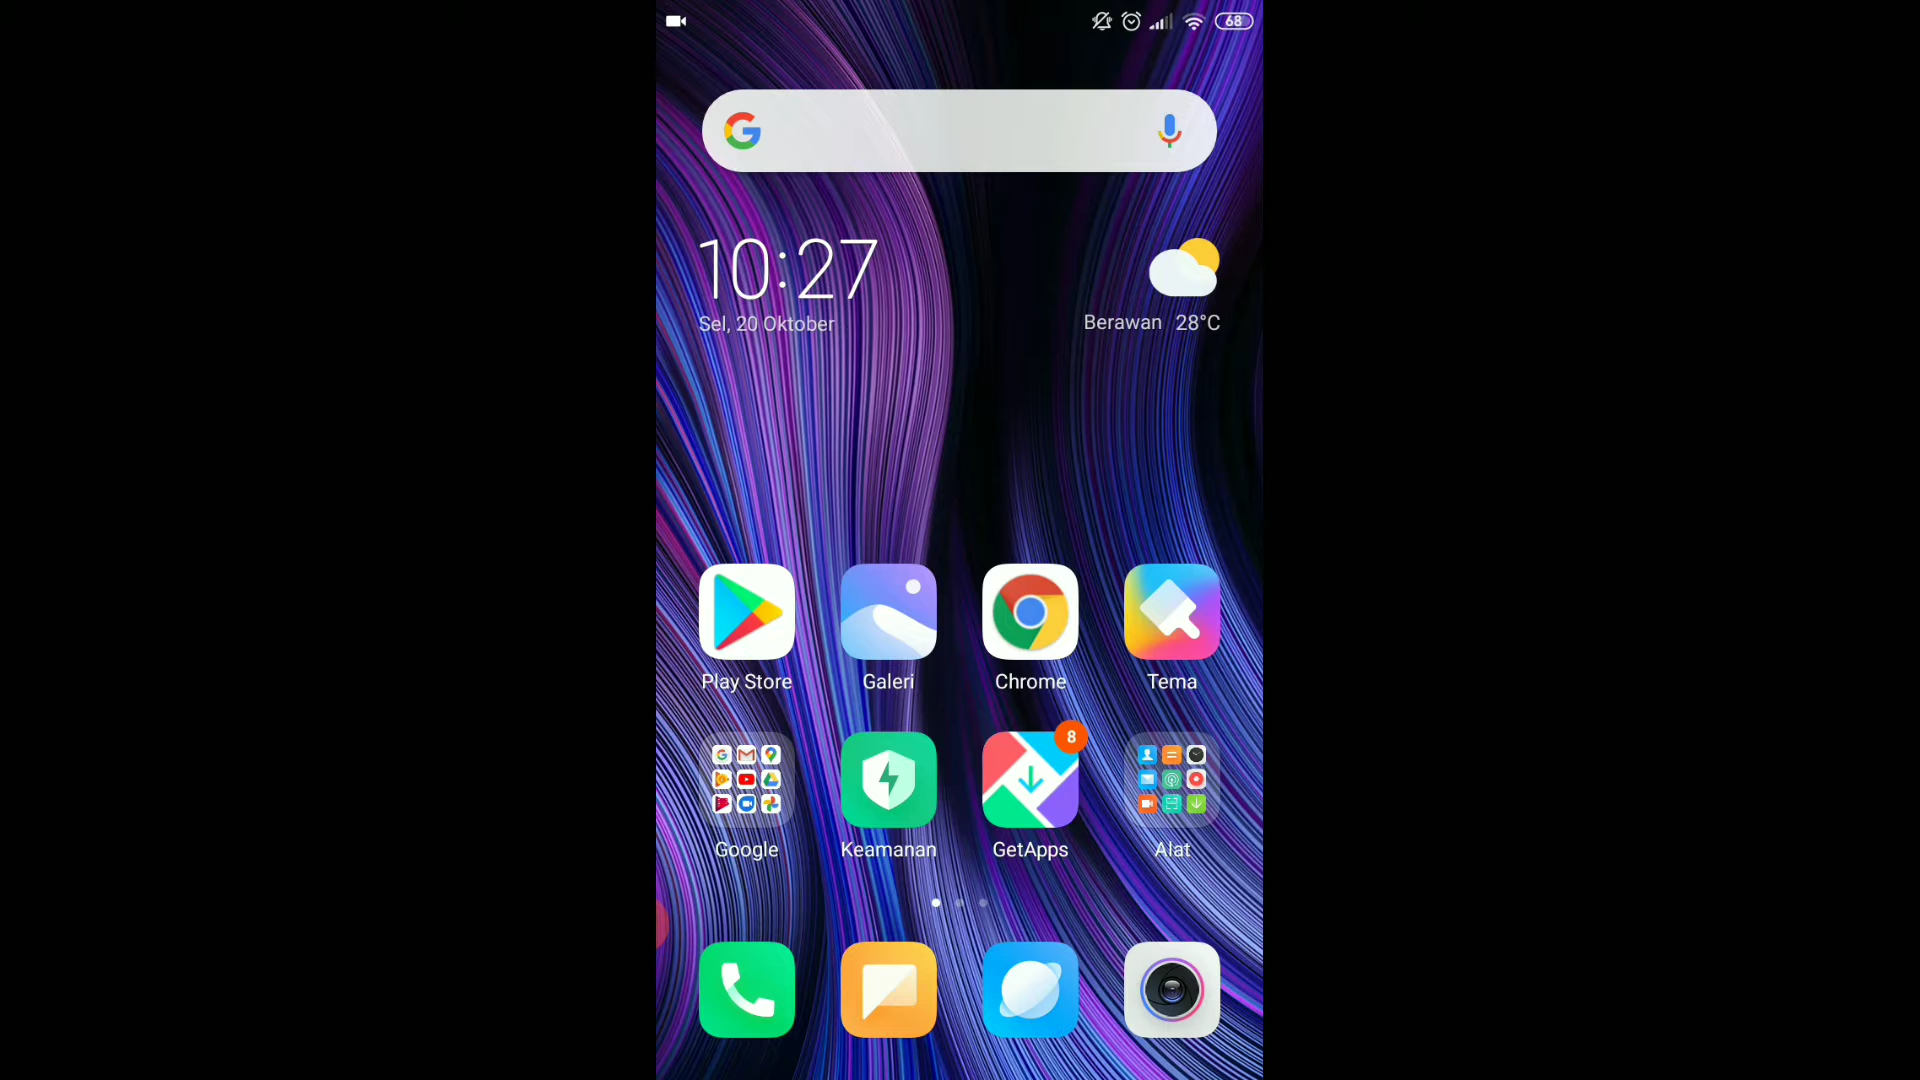 68
10:27
Sel, 20 Oktober
Berawan 28°C
Play Store
Galeri
Chrome
Tema
8
Google
Keamanan
GetApps
Alat